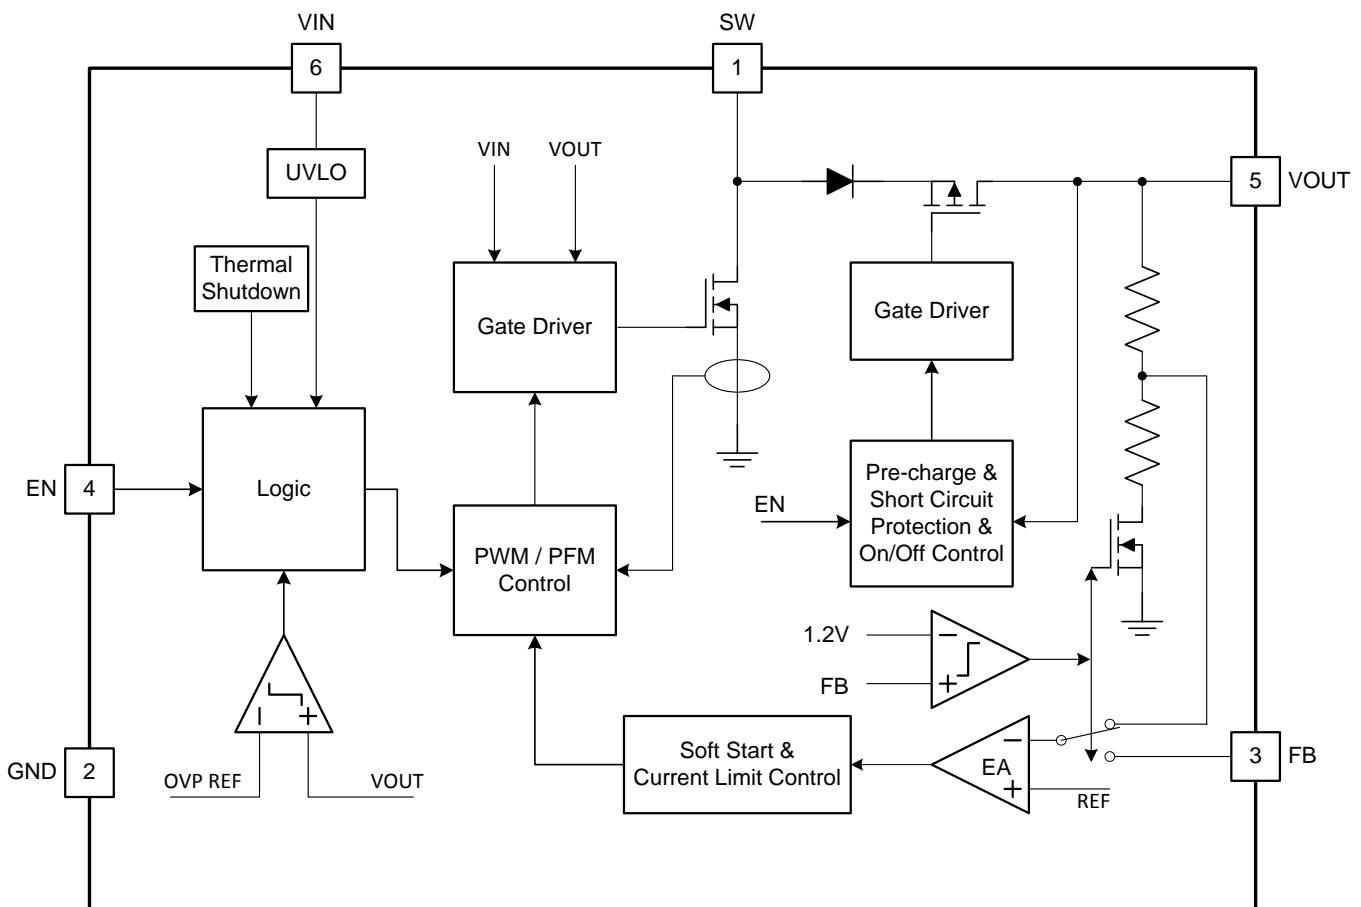 VIN
SW
6
1
VIN
VOUT
UVLO
5
VOUT
Thermal
Shutdown
Gate Driver
Gate Driver
EN
4
Logic
Pre-charge &
Short Circuit
Protection &
On/Off Control
EN
PWM / PFM
Control
1.2V
−
FB
+
− +
Soft Start &
Current Limit Control
−
EA
+
REF
GND
2
OVP REF
VOUT
3
FB